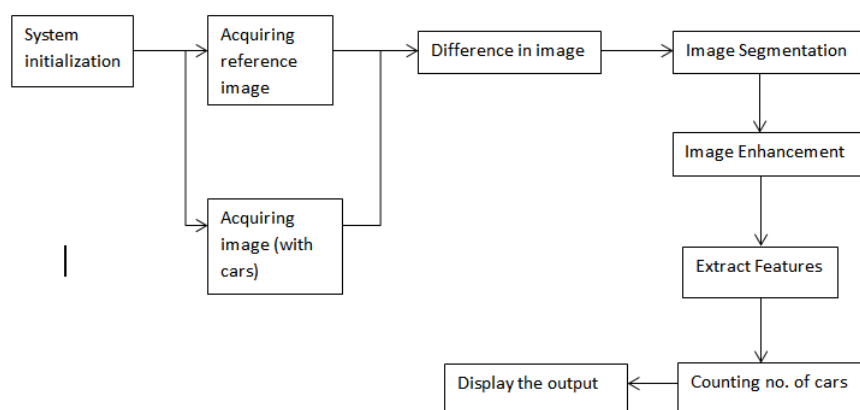 System
initialization
Acquiring
reference
image
Difference in image
Image Segmentation
Image Enhancement
Acquiring
image (with
cars)
Extract Features
Counting no. of cars
Display the output